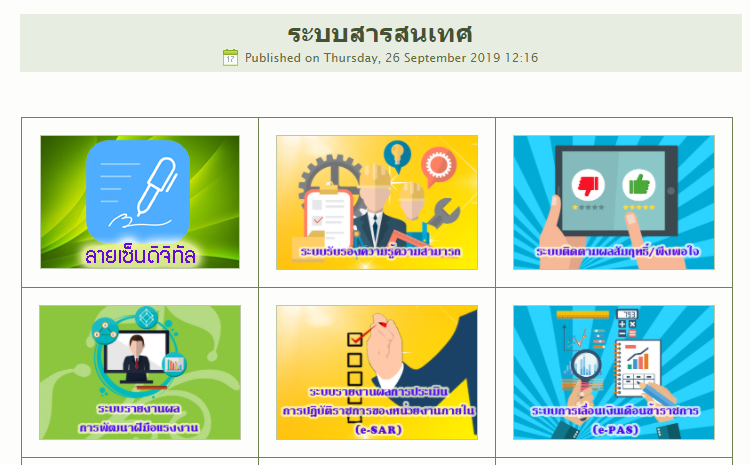 ระบบสารสนเทศ
Published on Thursday, 26 September 2019 12:16
ลายเซ็นดิจิทัล
ระบบรับรองความรู้ความสามารถ
ระบบติดตามผลสัมฤทธิ์/พึงพอใจ
ระบบรายงานผล
การพัฒนาฝีมือแรงงาน
ระบบรายงานผลการประเมิน
การปฏิบัติราชการของหน่วยงานภายใน
(e-SAR)
ระบบการเลื่อนเงินเดือนข้าราชการ
(e-PAS)